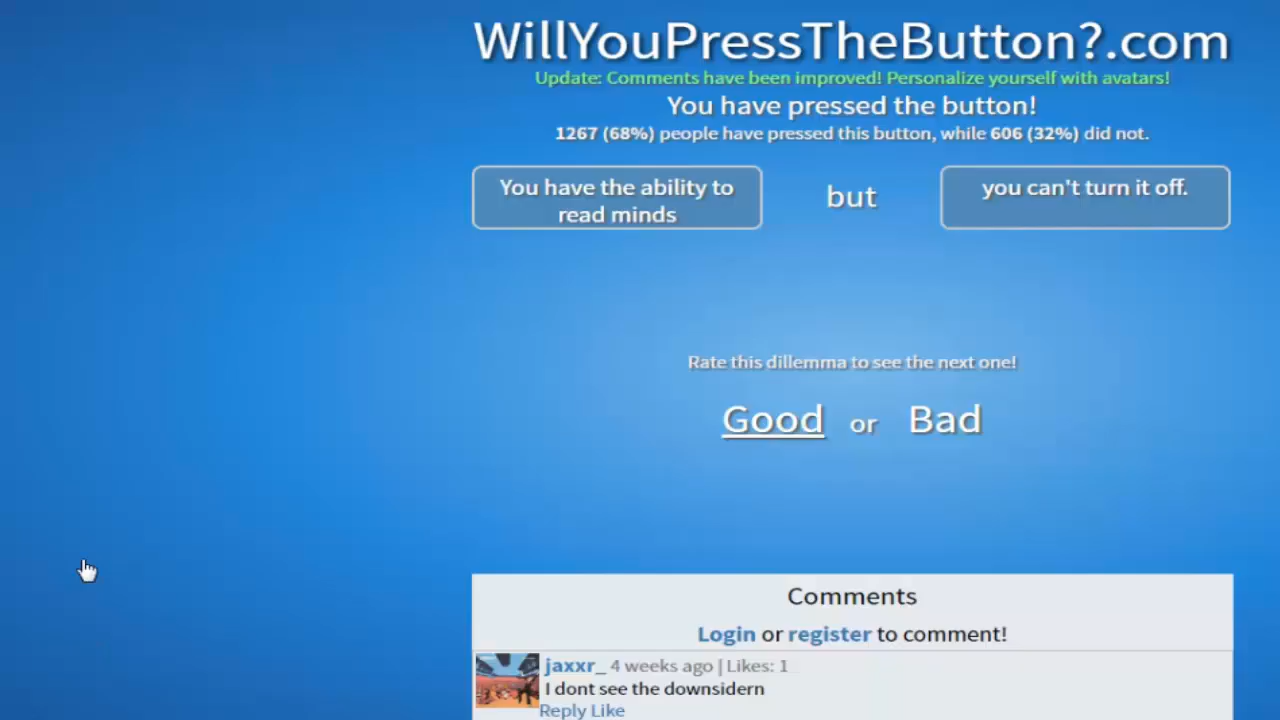 WillYouPressTheButton?.com
Update: Comments have been improved! Personalize yourself with avatars!
You have pressed the button!
1267 (68%) people have pressed this button, while 606 (32%) did not.
You have the ability to
read minds
but
you can't turn it off.
Rate this dillemma to see the next one!
Good or Bad
Comments
Login or register to comment!
jaxxr_ 4 weeks ago | Likes: 1
I dont see the downsidern
Reply Like